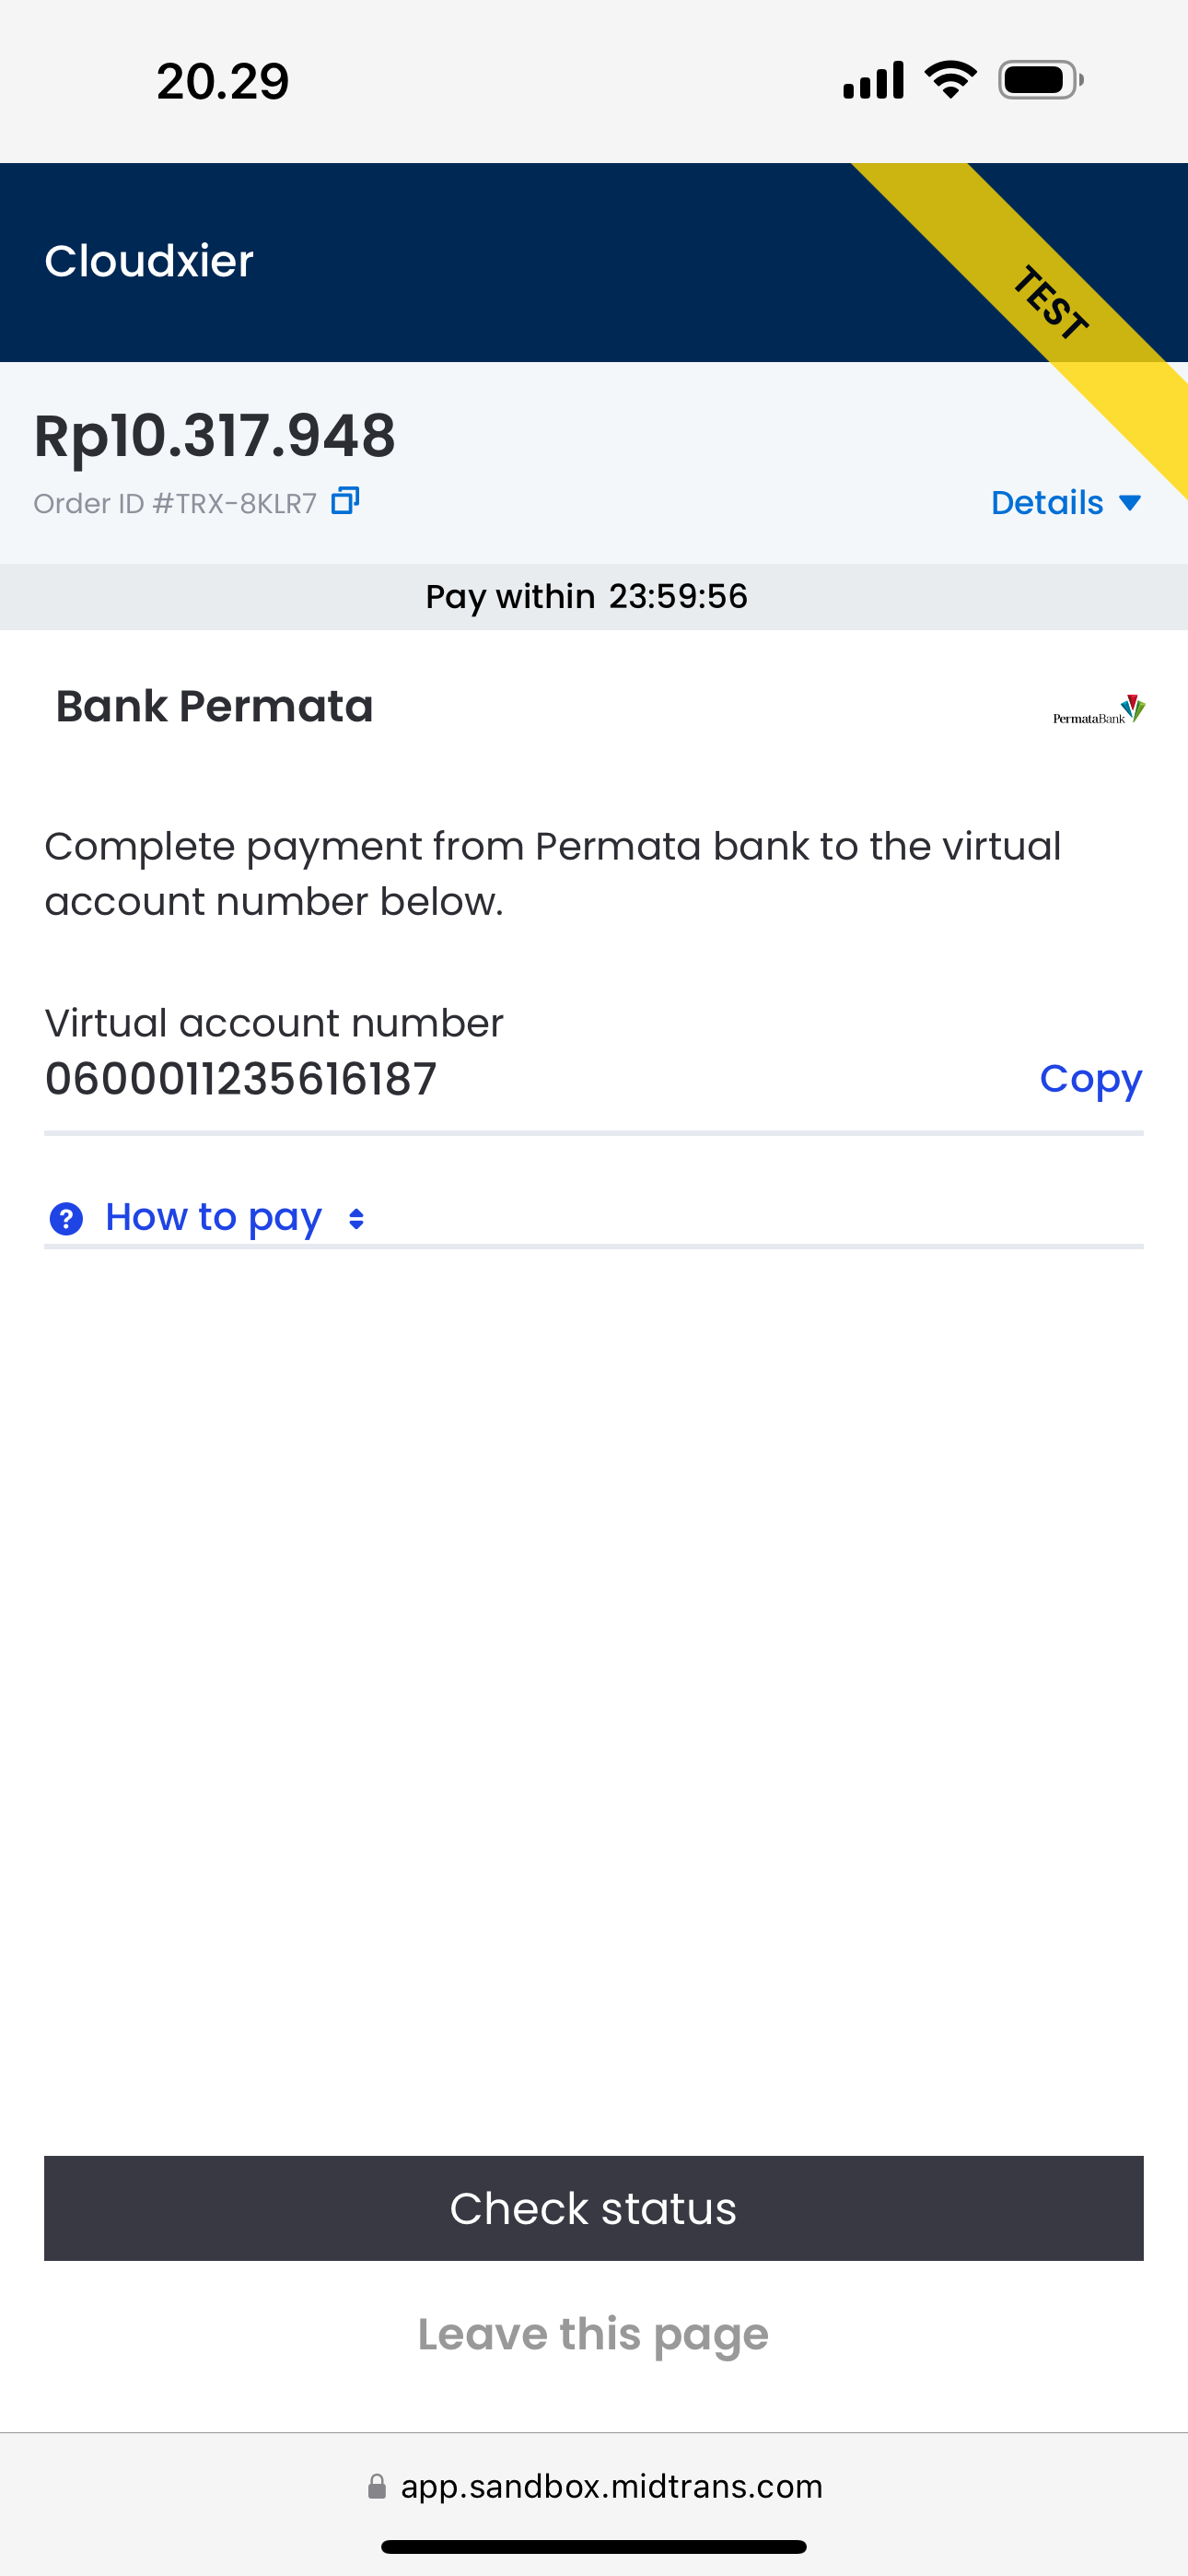 20.29
Cloudxier
TEST
Rp10.317.948
Order ID #TRX-8KLR7
Details
Pay within 23:59:56
Bank Permata
PermataBank
Complete payment from Permata bank to the virtual
account number below.
Virtual account number
0600011235616187
Copy
? How to pay
Check status
Leave this page
app.sandbox.midtrans.com